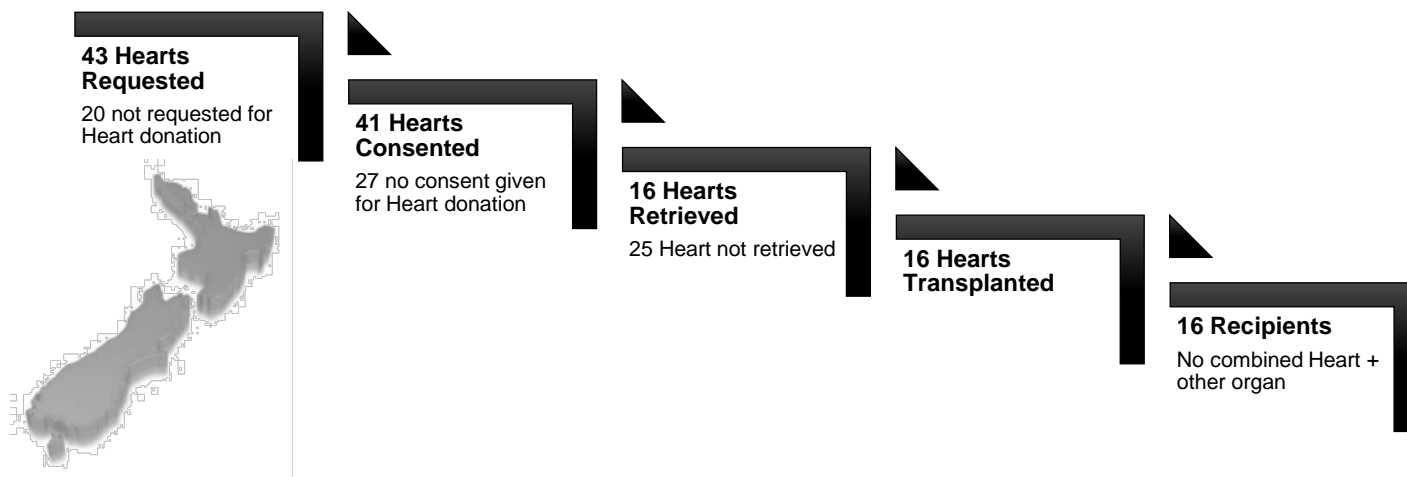 43 Hearts
Requested
20 not requested for
Heart donation
41 Hearts
Consented
27 no consent given
for Heart donation
16 Hearts
Retrieved
25 Heart not retrieved
16 Hearts
Transplanted
16 Recipients
No combined Heart +
other organ